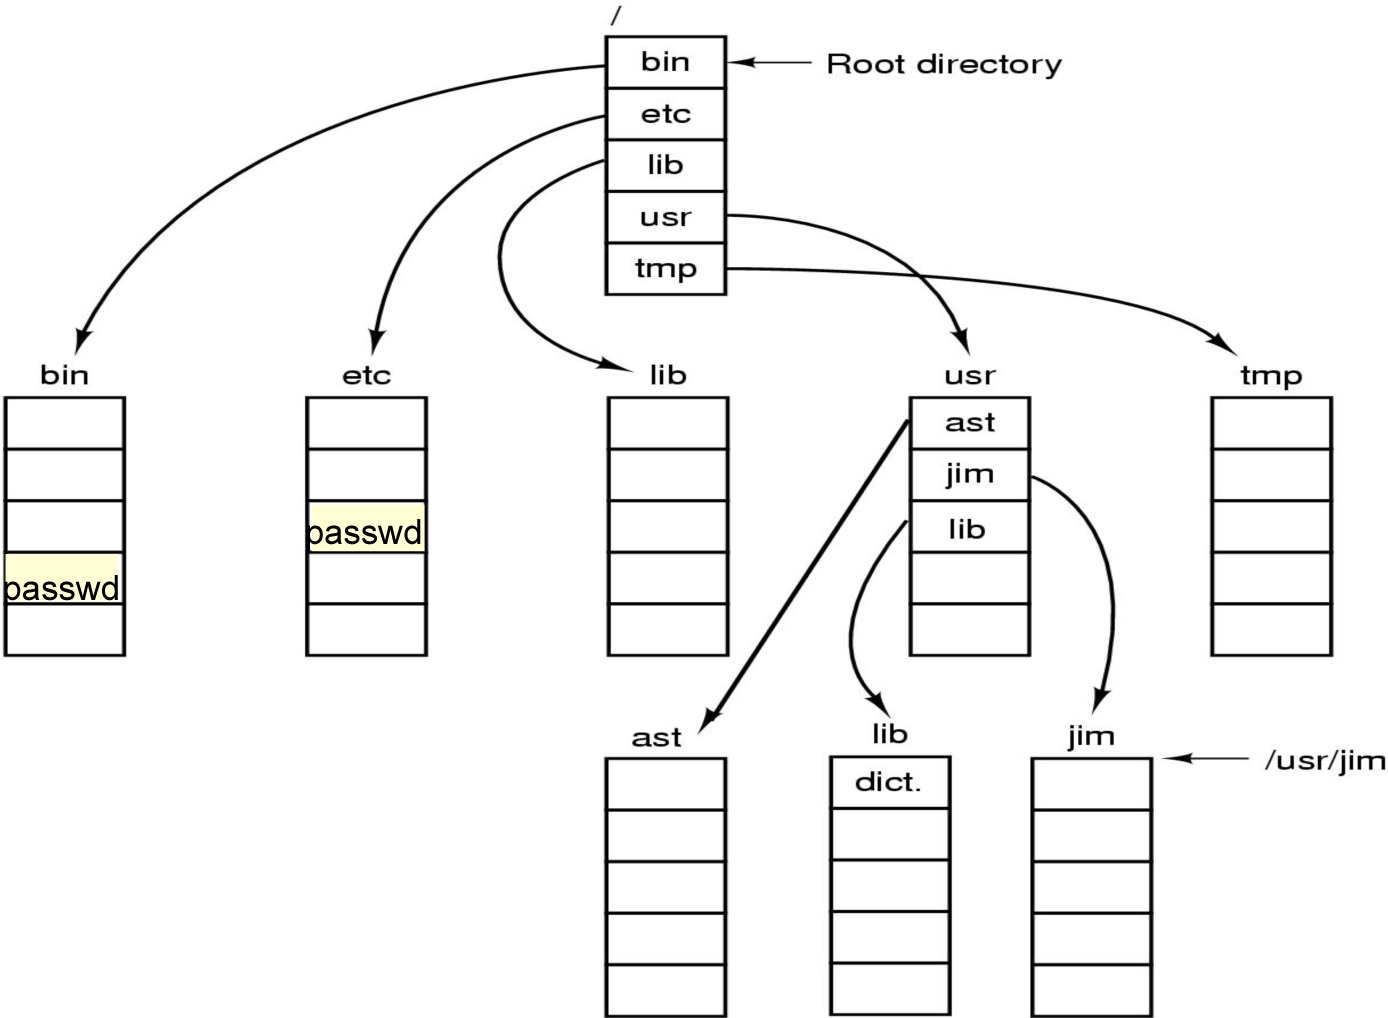 /
bin
Root directory
etc
lib
usr
tmp
bin
etc
lib
usr
tmp
ast
jim
lib
passwd
passwd
ast
lib
jim
/usr/jim
dict.